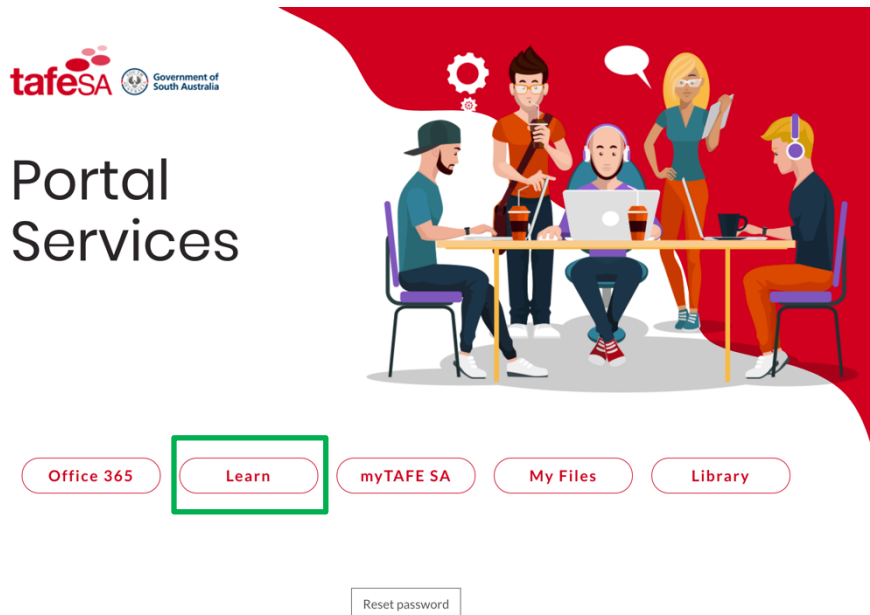 tafeSA
Government of
South Australia
Portal
Services
Office 365
Learn
myTAFE SA
My Files
Library
Reset password